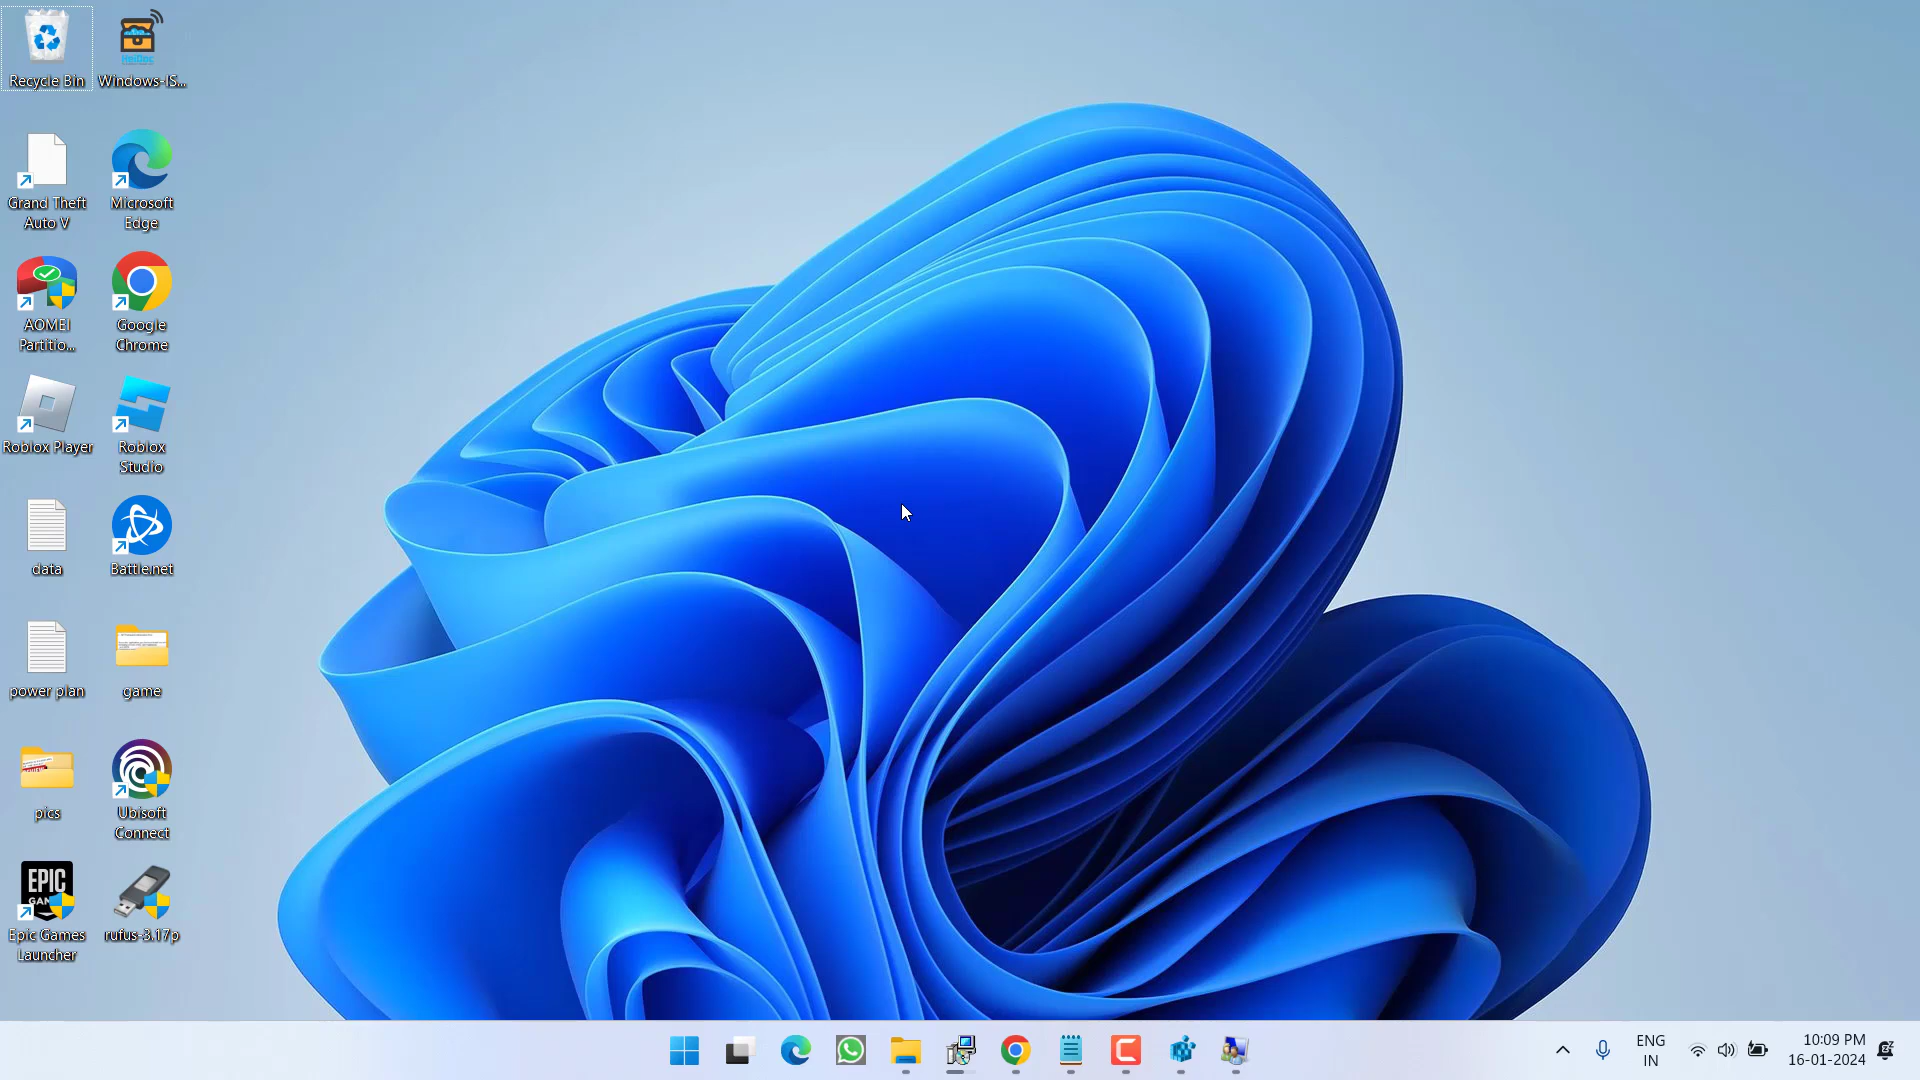 Recycle Bin
Windows-IS...
HeiDoc
Grand Theft
Auto V
Microsoft
Edge
AOMEI
Partitio...
Google
Chrome
Roblox Player
Roblox
Studio
data
Battle.net
power plan
game
pics
Ubisoft
Connect
EPIC
Epic Games
Launcher
rufus-3.17p
ENG
IN
10:09 PM
16-01-2024